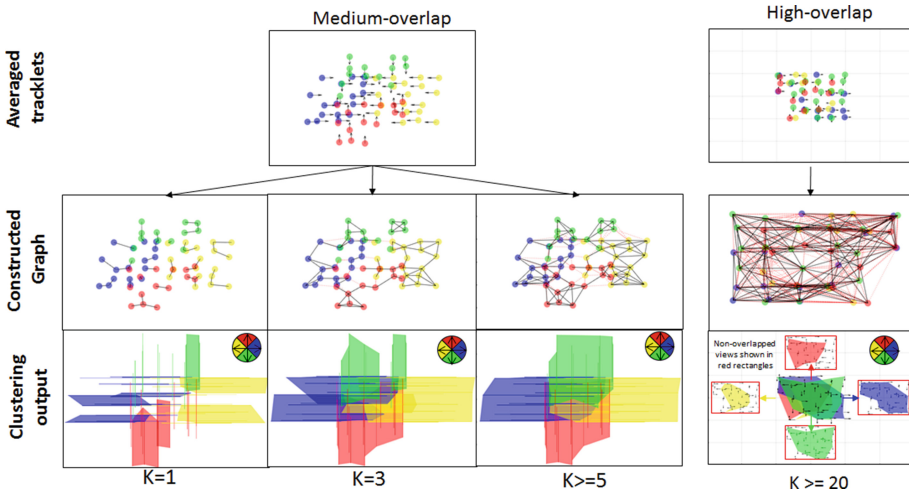 Medium-overlap
High-overlap
Averaged
tracklets
Constructed
Graph
Clustering
output
Non-overlapped
views shown in
red rectangles
K=1
K=3
K>=5
K >= 20